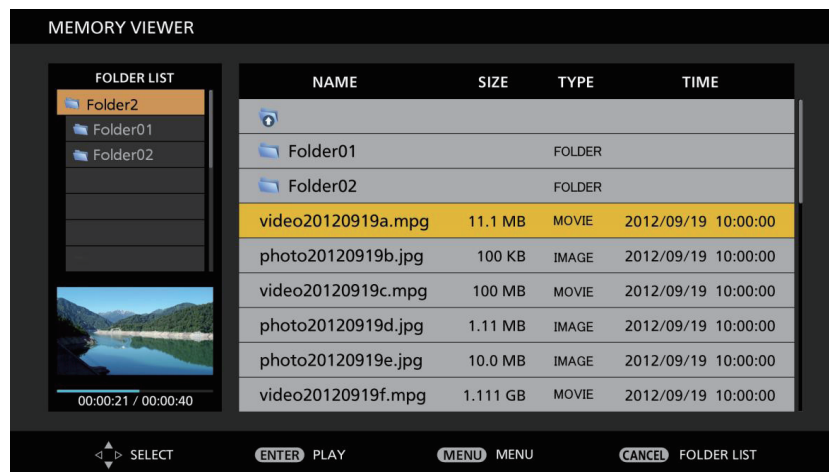 MEMORY VIEWER
FOLDER LIST
Folder2
Folder01
Folder02
00:00:21 / 00:00:40
NAME SIZE TYPE TIME
Folder01 FOLDER
Folder02 FOLDER
video20120919a.mpg 11.1 MB MOVIE 2012/09/19 10:00:00
photo20120919b.jpg 100 KB IMAGE 2012/09/19 10:00:00
video20120919c.mpg 100 MB MOVIE 2012/09/19 10:00:00
photo20120919d.jpg 1.11 MB IMAGE 2012/09/19 10:00:00
photo20120919e.jpg 10.0 MB IMAGE 2012/09/19 10:00:00
video20120919f.mpg 1.111 GB MOVIE 2012/09/19 10:00:00
SELECT ENTER PLAY MENU MENU CANCEL FOLDER LIST